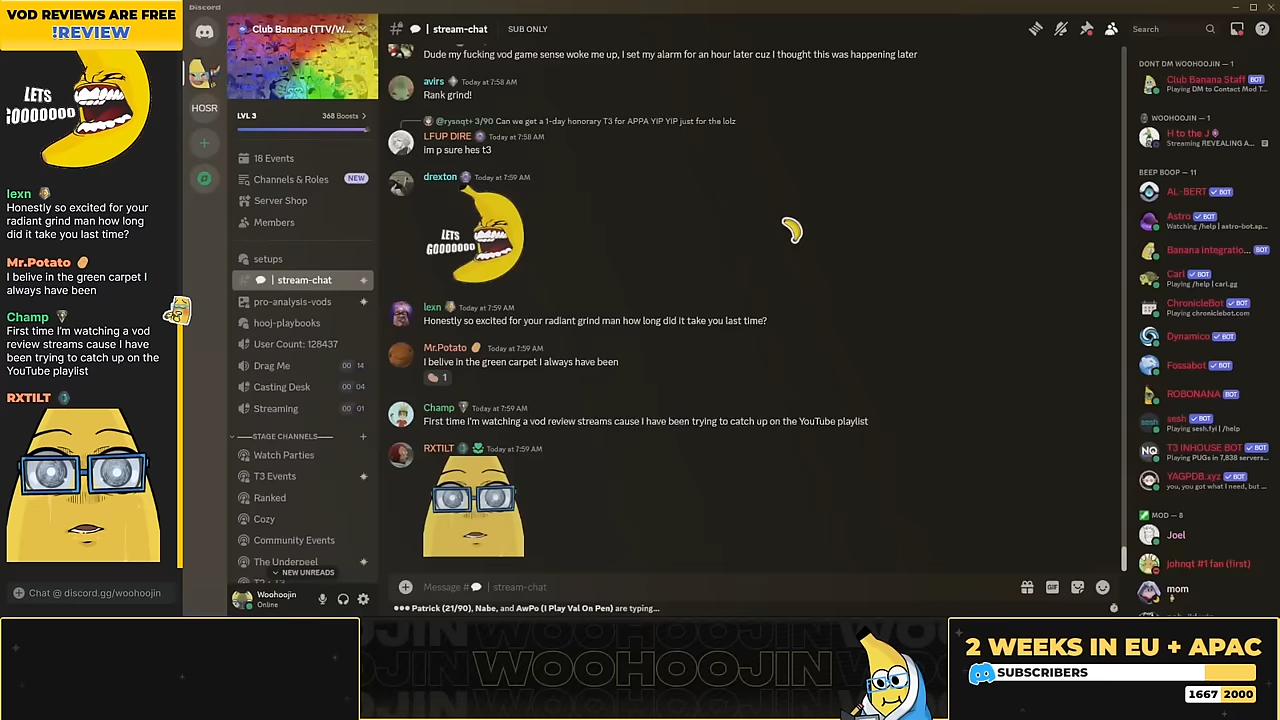 VOD REVIEWS ARE FREE
!REVIEW
LETS
GOOOOOO
lexn
Honestly so excited for your
radiant grind man how long
did it take you last time?
Mr.Potato
I belive in the green carpet I
always have been
Champ
First time I'm watching a vod
review streams cause I have
been trying to catch up on the
YouTube playlist
RXTILT
Chat @ discord.gg/woohoojin
Discord
HOSR
Club Banana (TTV/W...
LVL 3
368 Boosts
18 Events
Channels & Roles
NEW
Server Shop
Members
setups
| stream-chat
pro-analysis-vods
hooj-playbooks
User Count: 128437
Drag Me
00 14
Casting Desk
00 04
Streaming
00 01
STAGE CHANNELS
Watch Parties
T3 Events
Ranked
Cozy
Community Events
The Underpeel
NEW UNREADS
Woohoojin
Online
| stream-chat
SUB ONLY
Search
Dude my fucking vod game sense woke me up, I set my alarm for an hour later cuz I thought this was happening later
avirs Today at 7:58 AM
Rank grind!
@rysnqt+ 3/90 Can we get a 1-day honorary T3 for APPA YIP YIP just for the lolz
LFUP DIRE Today at 7:58 AM
im p sure hes t3
drexton Today at 7:59 AM
LETS
GOOOOOOO
lexn Today at 7:59 AM
Honestly so excited for your radiant grind man how long did it take you last time?
Mr.Potato Today at 7:59 AM
I belive in the green carpet I always have been
1
Champ Today at 7:59 AM
First time I'm watching a vod review streams cause I have been trying to catch up on the YouTube playlist
RXTILT Today at 7:59 AM
Message # | stream-chat
GIF
Patrick (21/90), Nabe, and AwPo (I Play Val On Pen) are typing...
DONT DM WOOHOOJIN — 1
Club Banana Staff BOT
Playing DM to Contact Mod T...
WOOHOOJIN — 1
H to the J
Streaming REVEALING A...
BEEP BOOP — 11
AL-BERT BOT
Astro BOT
Watching /help | astro-bot.ap...
Banana Integratio... BOT
Carl BOT
Playing /help | carl.gg
ChronicleBot BOT
Playing chroniclebot.com
Dynamico BOT
Fossabot BOT
ROBONANA BOT
sesh BOT
Playing sesh.fyi | /help
T3 INHOUSE BOT BOT
Playing PUGs in 7,838 servers...
YAGPDB.xyz BOT
you, you got what I need, but ...
MOD — 8
Joel
johnqt #1 fan (first)
mom
WOOHOOJIN
2 WEEKS IN EU + APAC
SUBSCRIBERS
1667 2000